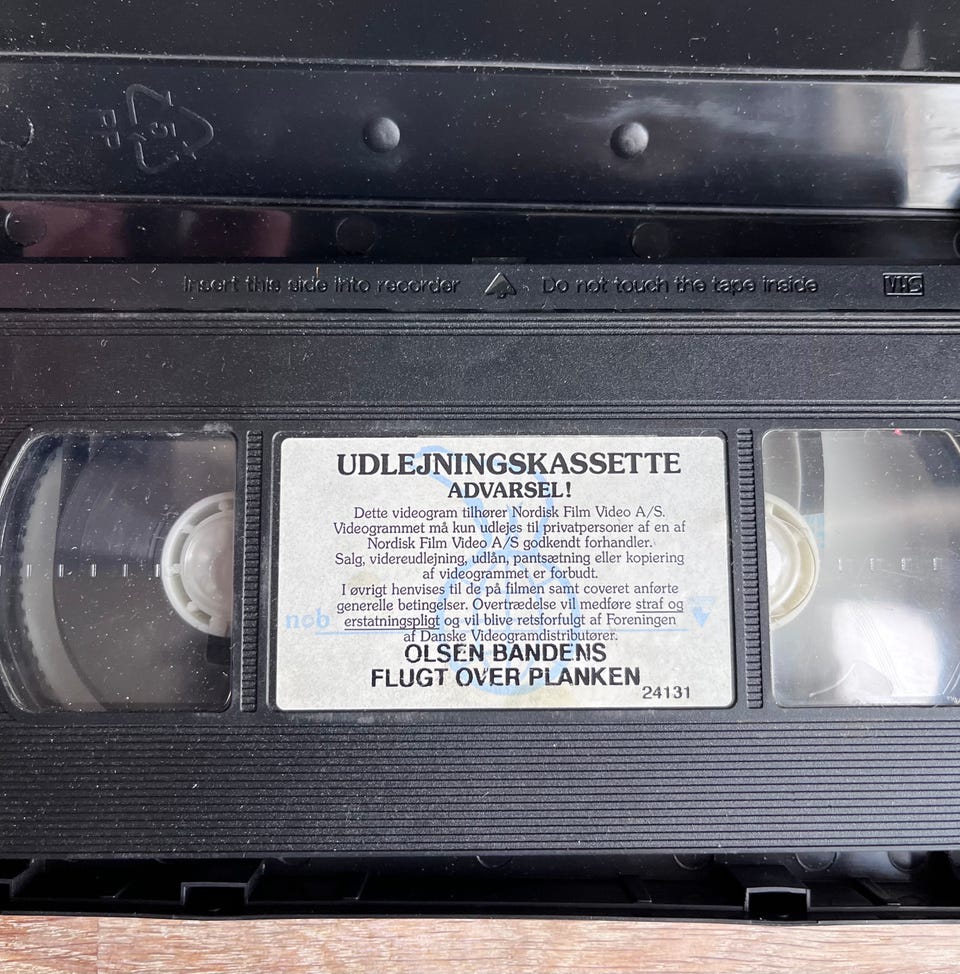 PP
5
Insert this side into recorder Do not touch the tape inside VHS
UDLEJNINGSKASSETTE
ADVARSEL!
Dette videogram tilhører Nordisk Film Video A/S.
Videogrammet må kun udlejes til privatpersoner af en af
Nordisk Film Video A/S godkendt forhandler.
Salg, videreudlejning, udlån, pantsætning eller kopiering
af videogrammet er forbudt.
I øvrigt henvises til de på filmen samt coveret anførte
generelle betingelser. Overtrædelse vil medføre straf og
erstatningspligt og vil blive retsforfulgt af Foreningen
af Danske Videogramdistributører.
ncb
OLSEN BANDENS
FLUGT OVER PLANKEN
24131